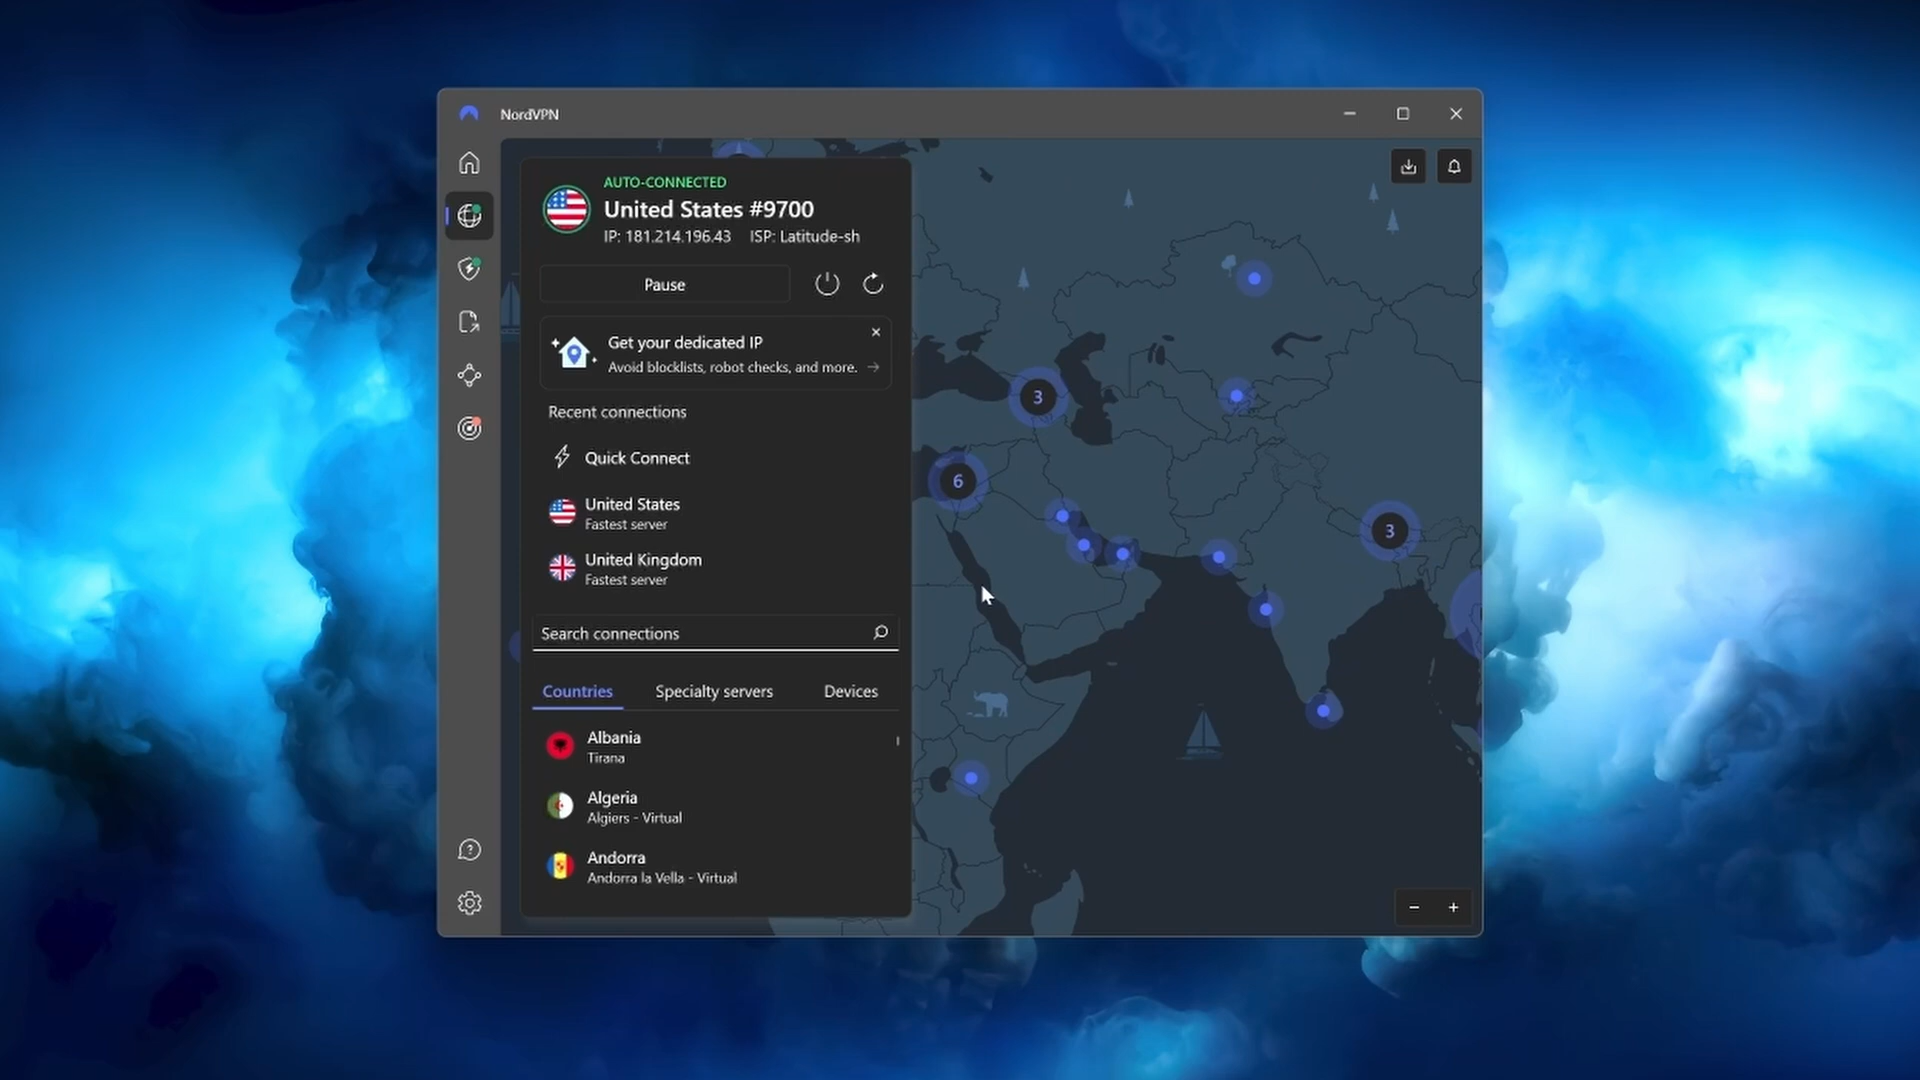 NordVPN
AUTO-CONNECTED
United States #9700
IP: 181.214.196.43 ISP: Latitude-sh
Pause
Get your dedicated IP
Avoid blocklists, robot checks, and more.
Recent connections
Quick Connect
United States
Fastest server
United Kingdom
Fastest server
Search connections
Countries Specialty servers Devices
Albania
Tirana
Algeria
Algiers - Virtual
Andorra
Andorra la Vella - Virtual
3
6
3